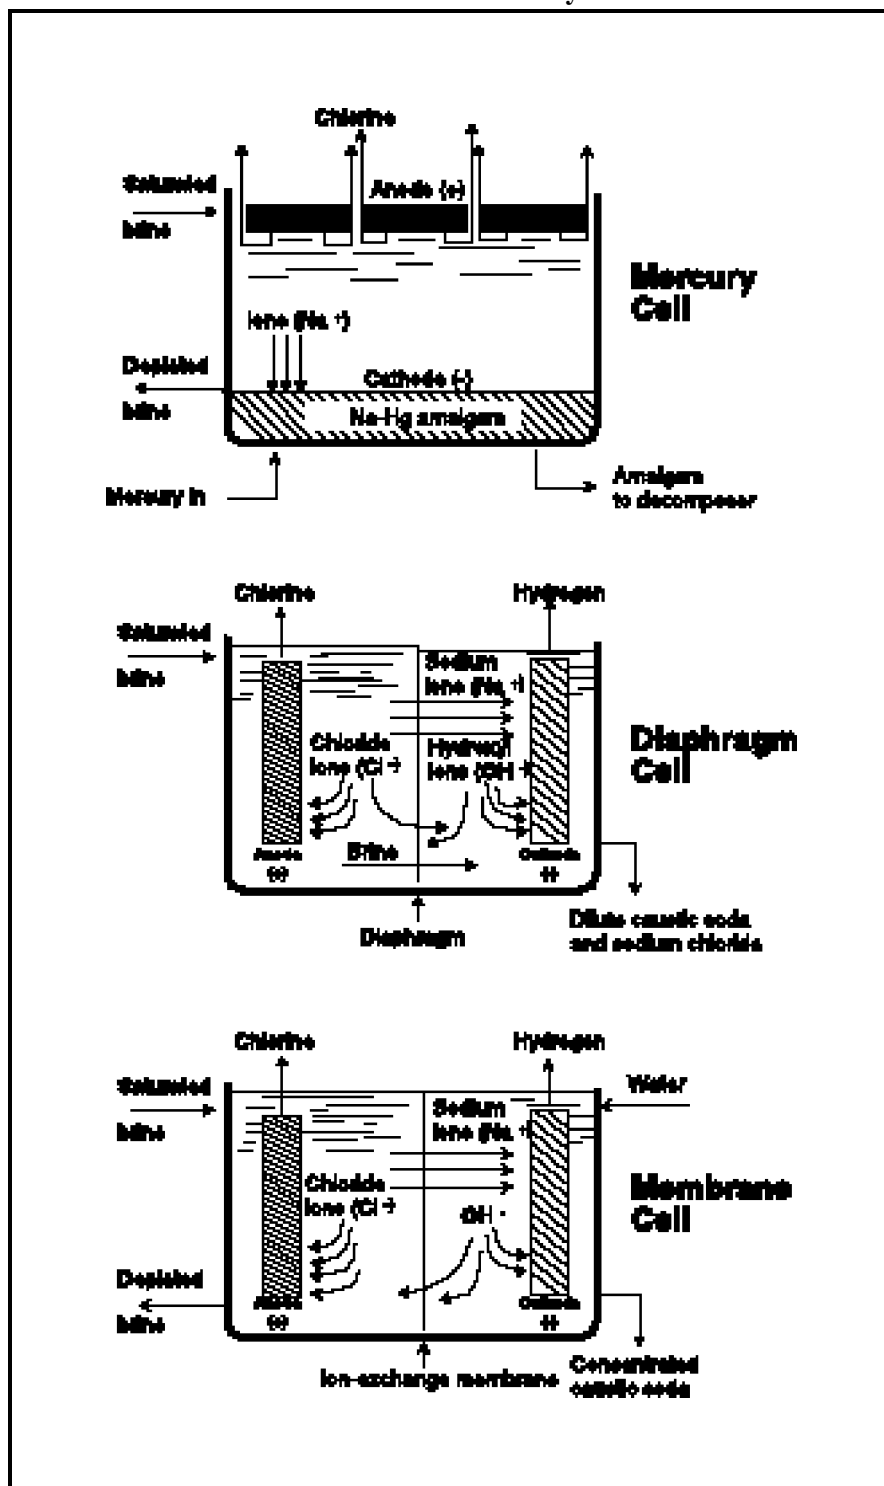 Chlorine
Anode (+)
Saturated
brine
Mercury
Cell
Ions (Na +)
Depleted
brine
Cathode (-)
Na-Hg amalgam
Mercury in
Amalgam
to decomposer
Chlorine
Hydrogen
Saturated
brine
Sodium
ions (Na +)
Diaphragm
Cell
Chloride
ions (Cl -)
Hydroxyl
ions (OH -)
Anode
(+)
Brine
Cathode
(-)
Diaphragm
Dilute caustic soda
and sodium chloride
Chlorine
Hydrogen
Saturated
brine
Water
Sodium
ions (Na +)
Membrane
Cell
Chloride
ions (Cl -)
OH -
Depleted
brine
Anode
(+)
Cathode
(-)
Ion-exchange membrane
Concentrated
caustic soda